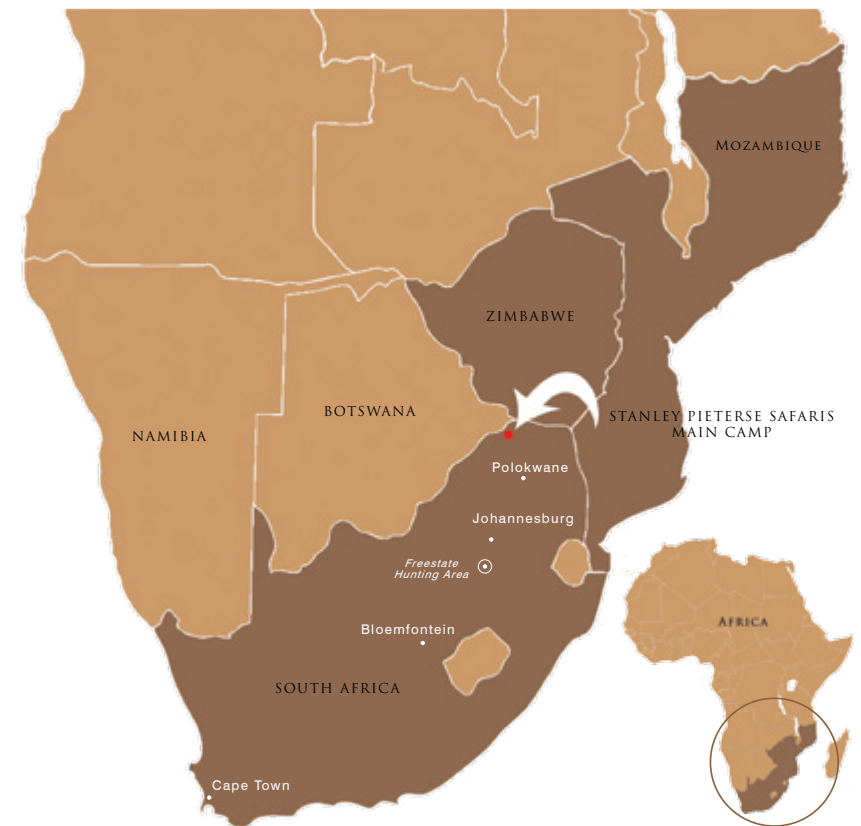 MOZAMBIQUE
ZIMBABWE
BOTSWANA
NAMIBIA
STANLEY PIETERSE SAFARIS
MAIN CAMP
Polokwane
Johannesburg
Freestate
Hunting Area
Bloemfontein
AFRICA
SOUTH AFRICA
Cape Town